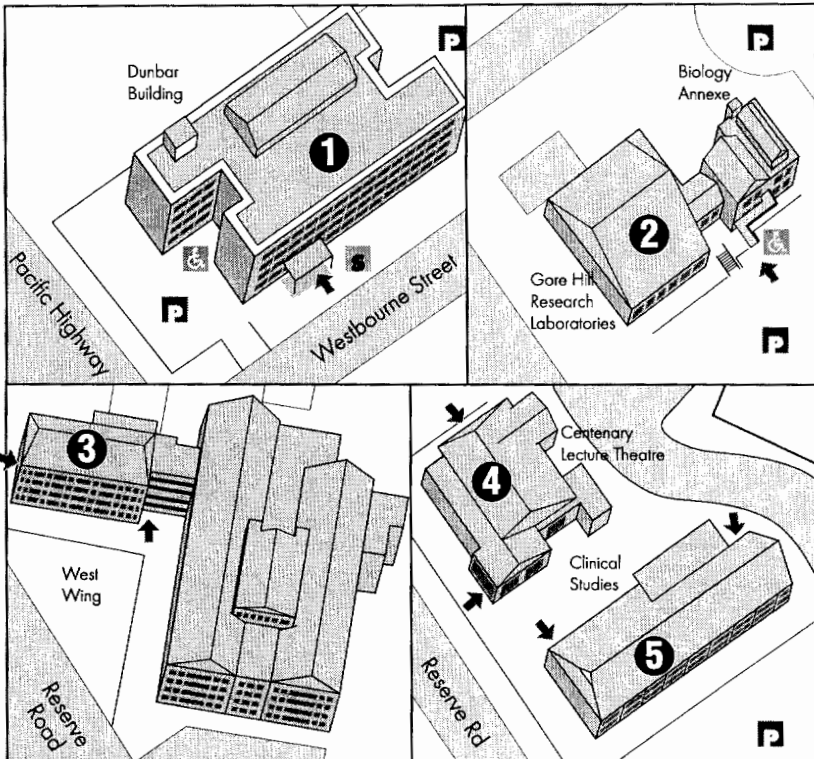 P
Dunbar
Building
1
S
P
Pacific Highway
Westbourne Street
P
Biology
Annexe
2
Gore Hill
Research
Laboratories
P
3
West
Wing
Reserve
Road
Centenary
Lecture Theatre
4
Clinical
Studies
5
Reserve Rd
P